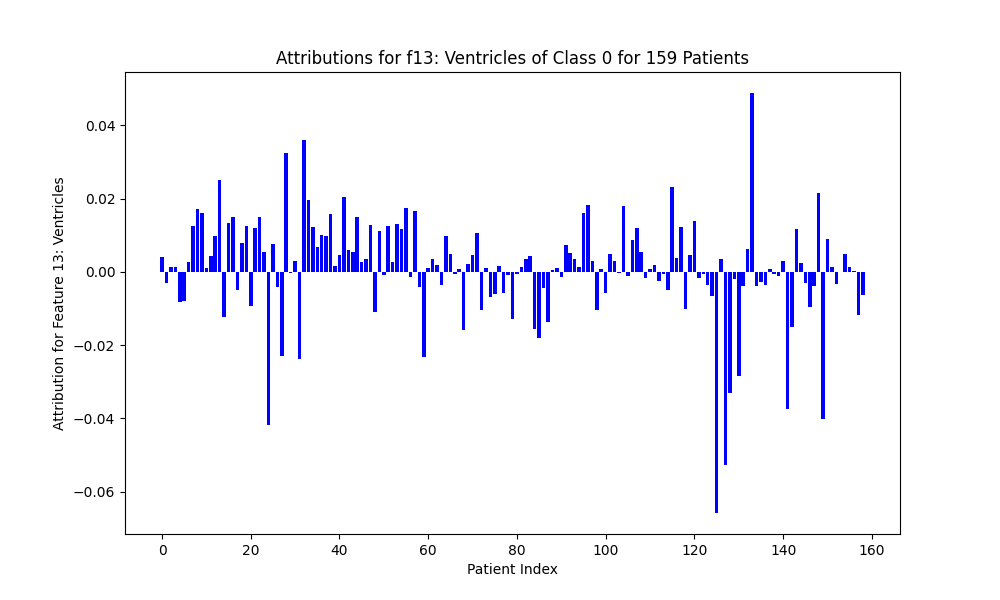 Attributions for f13: Ventricles of Class 0 for 159 Patients
Attribution for Feature 13: Ventricles
0.04
0.02
0.00
−0.02
−0.04
−0.06
0 20 40 60 80 100 120 140 160
Patient Index